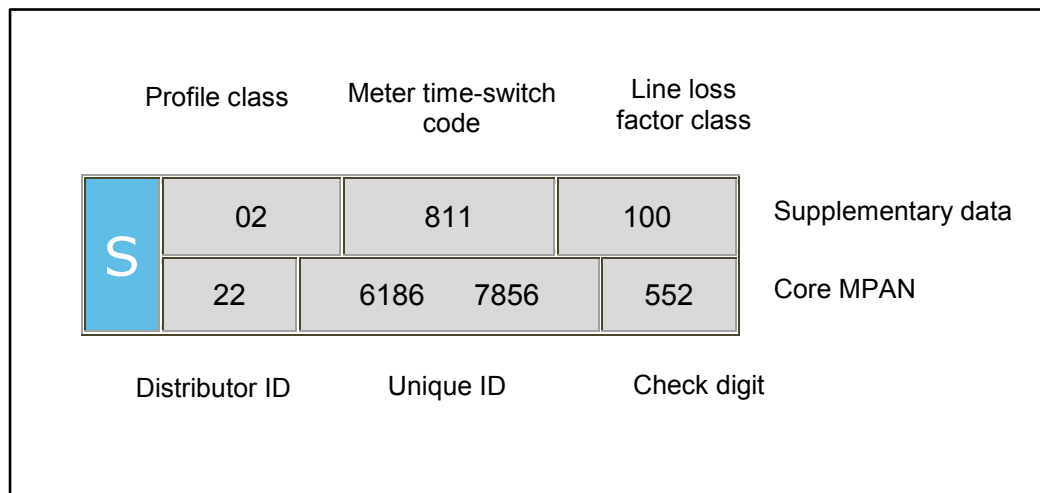 Profile class
Meter time-switch
code
Line loss
factor class
S
02 811 100
Supplementary data
22 6186 7856 552
Core MPAN
Distributor ID
Unique ID
Check digit